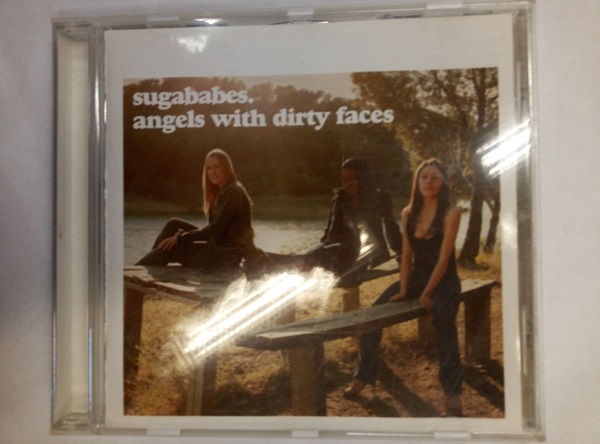 sugababes.
angels with dirty faces